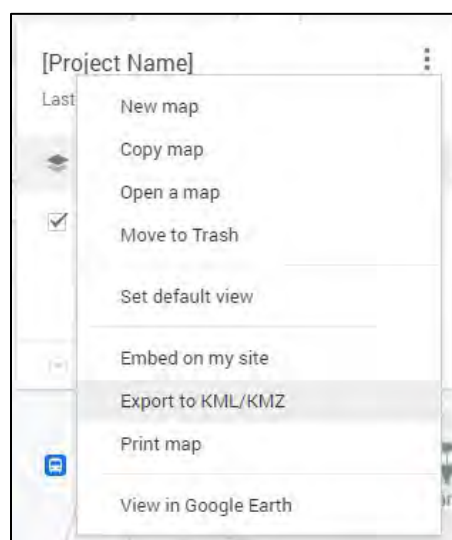 [Project Name]
Last
New map
Copy map
Open a map
Move to Trash
Set default view
Embed on my site
Export to KML/KMZ
Print map
View in Google Earth